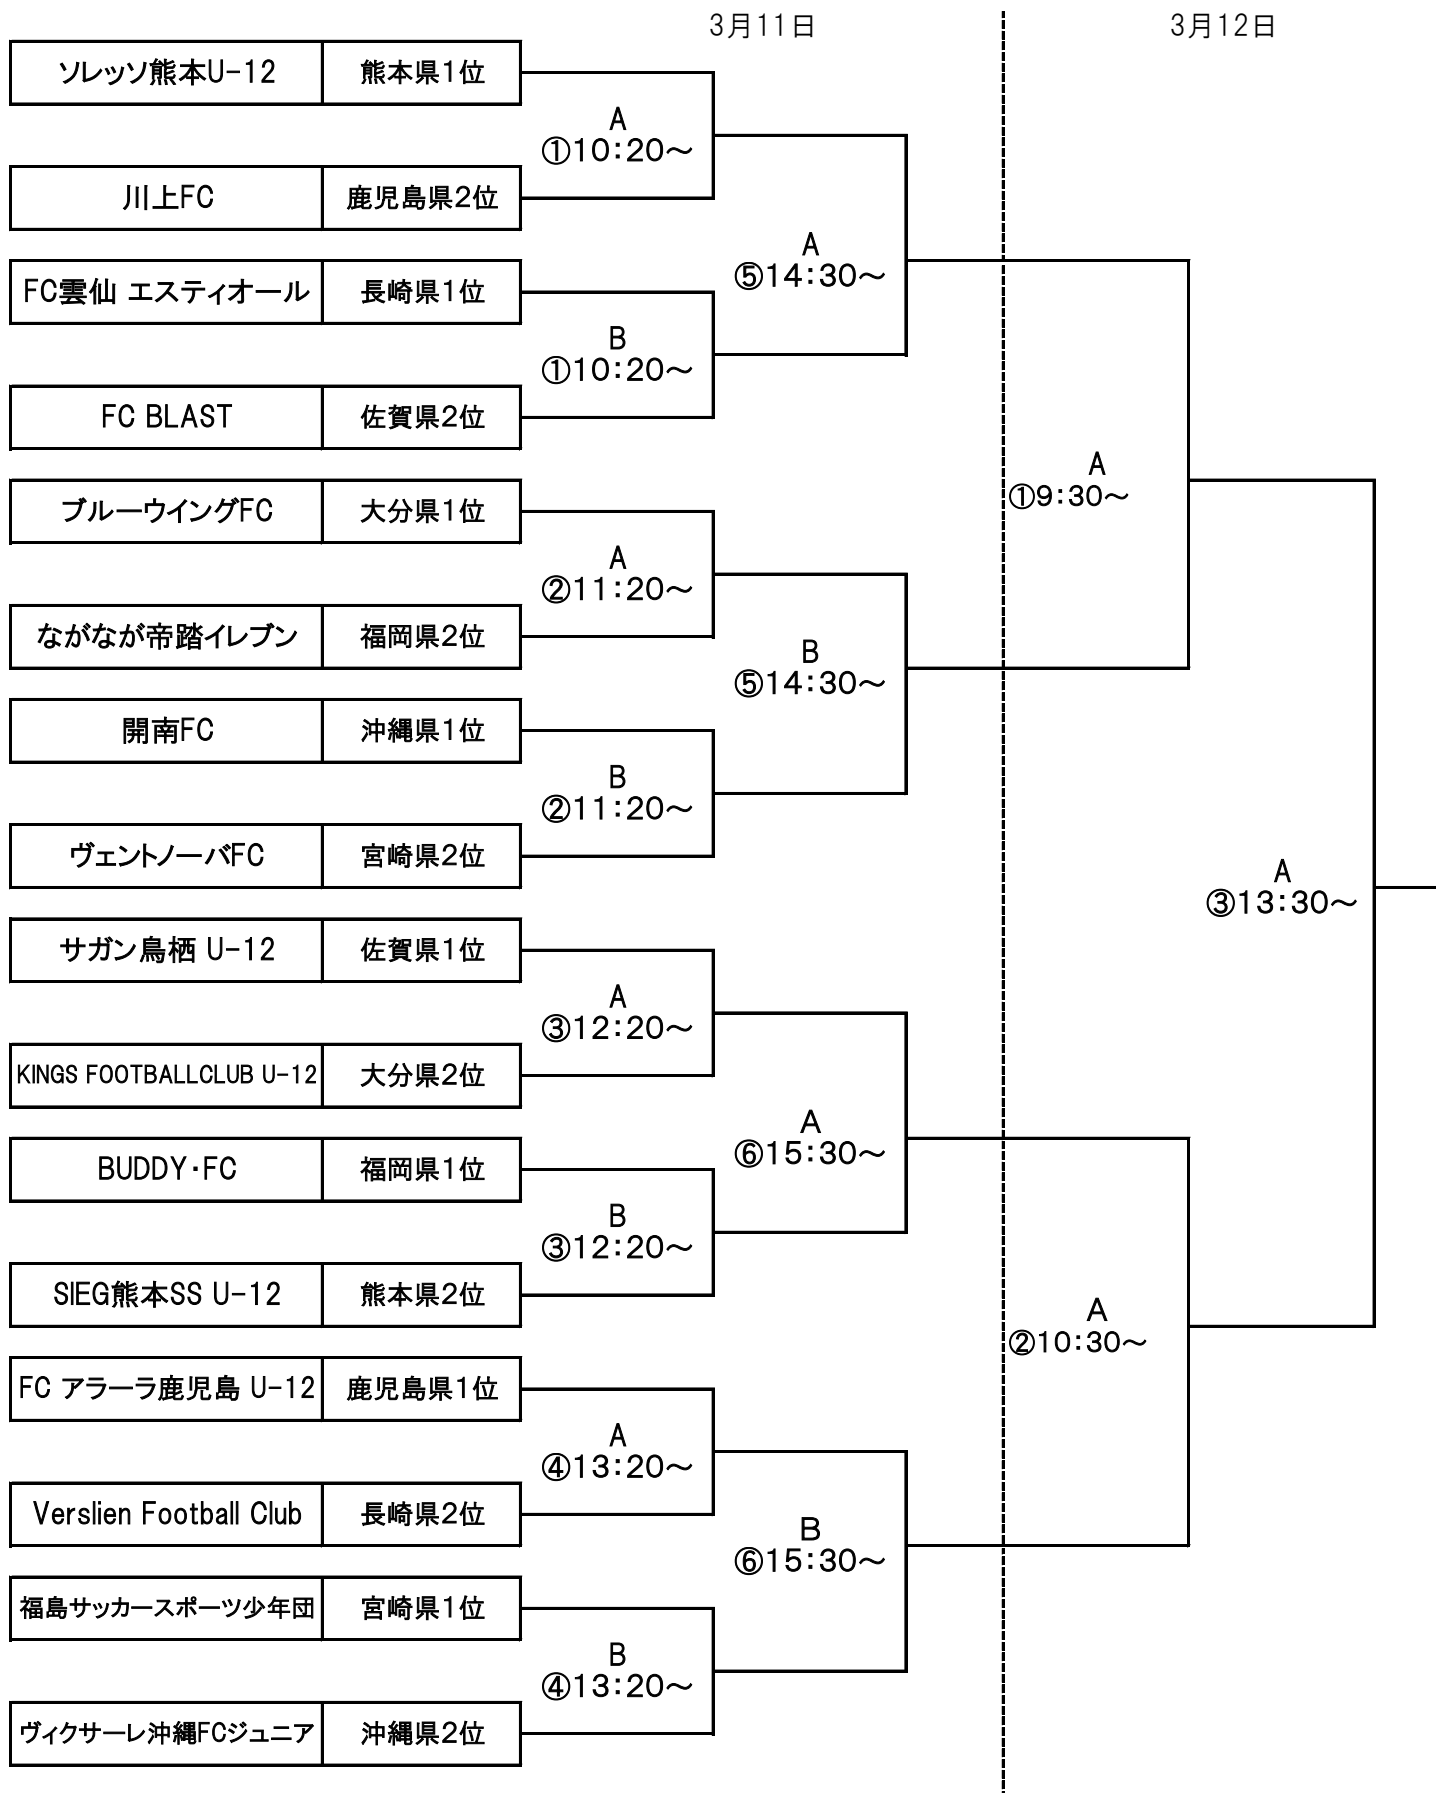 3月11日
3月12日
ソレッソ熊本U-12 熊本県1位
A
①10:20～
川上FC 鹿児島県2位
A
⑤14:30～
FC雲仙 エスティオール 長崎県1位
B
①10:20～
FC BLAST 佐賀県2位
A
①9:30～
ブルーウイングFC 大分県1位
A
②11:20～
ながなが帝踏イレブン 福岡県2位
B
⑤14:30～
開南FC 沖縄県1位
B
②11:20～
ヴェントノーバFC 宮崎県2位
A
③13:30～
サガン鳥栖 U-12 佐賀県1位
A
③12:20～
KINGS FOOTBALLCLUB U-12 大分県2位
A
⑥15:30～
BUDDY・FC 福岡県1位
B
③12:20～
SIEG熊本SS U-12 熊本県2位
A
②10:30～
FC アラーラ鹿児島 U-12 鹿児島県1位
A
④13:20～
Verslien Football Club 長崎県2位
B
⑥15:30～
福島サッカースポーツ少年団 宮崎県1位
B
④13:20～
ヴィクサーレ沖縄FCジュニア 沖縄県2位